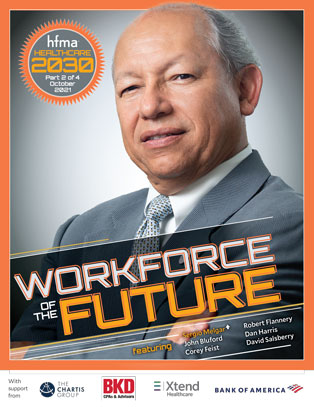 hfma
HEALTHCARE
2030
Part 2 of 4
October
2021
WORKFORCE
OF THE
FUTURE
featuring
Sergio Melgar
John Bluford
Corey Feist
Robert Fiannery
Dan Harris
David Salsberry
With
support
from
THE
CHARTIS
GROUP
BKD
CPAs & Advisors
Xtend
Healthcare
BANK OF AMERICA